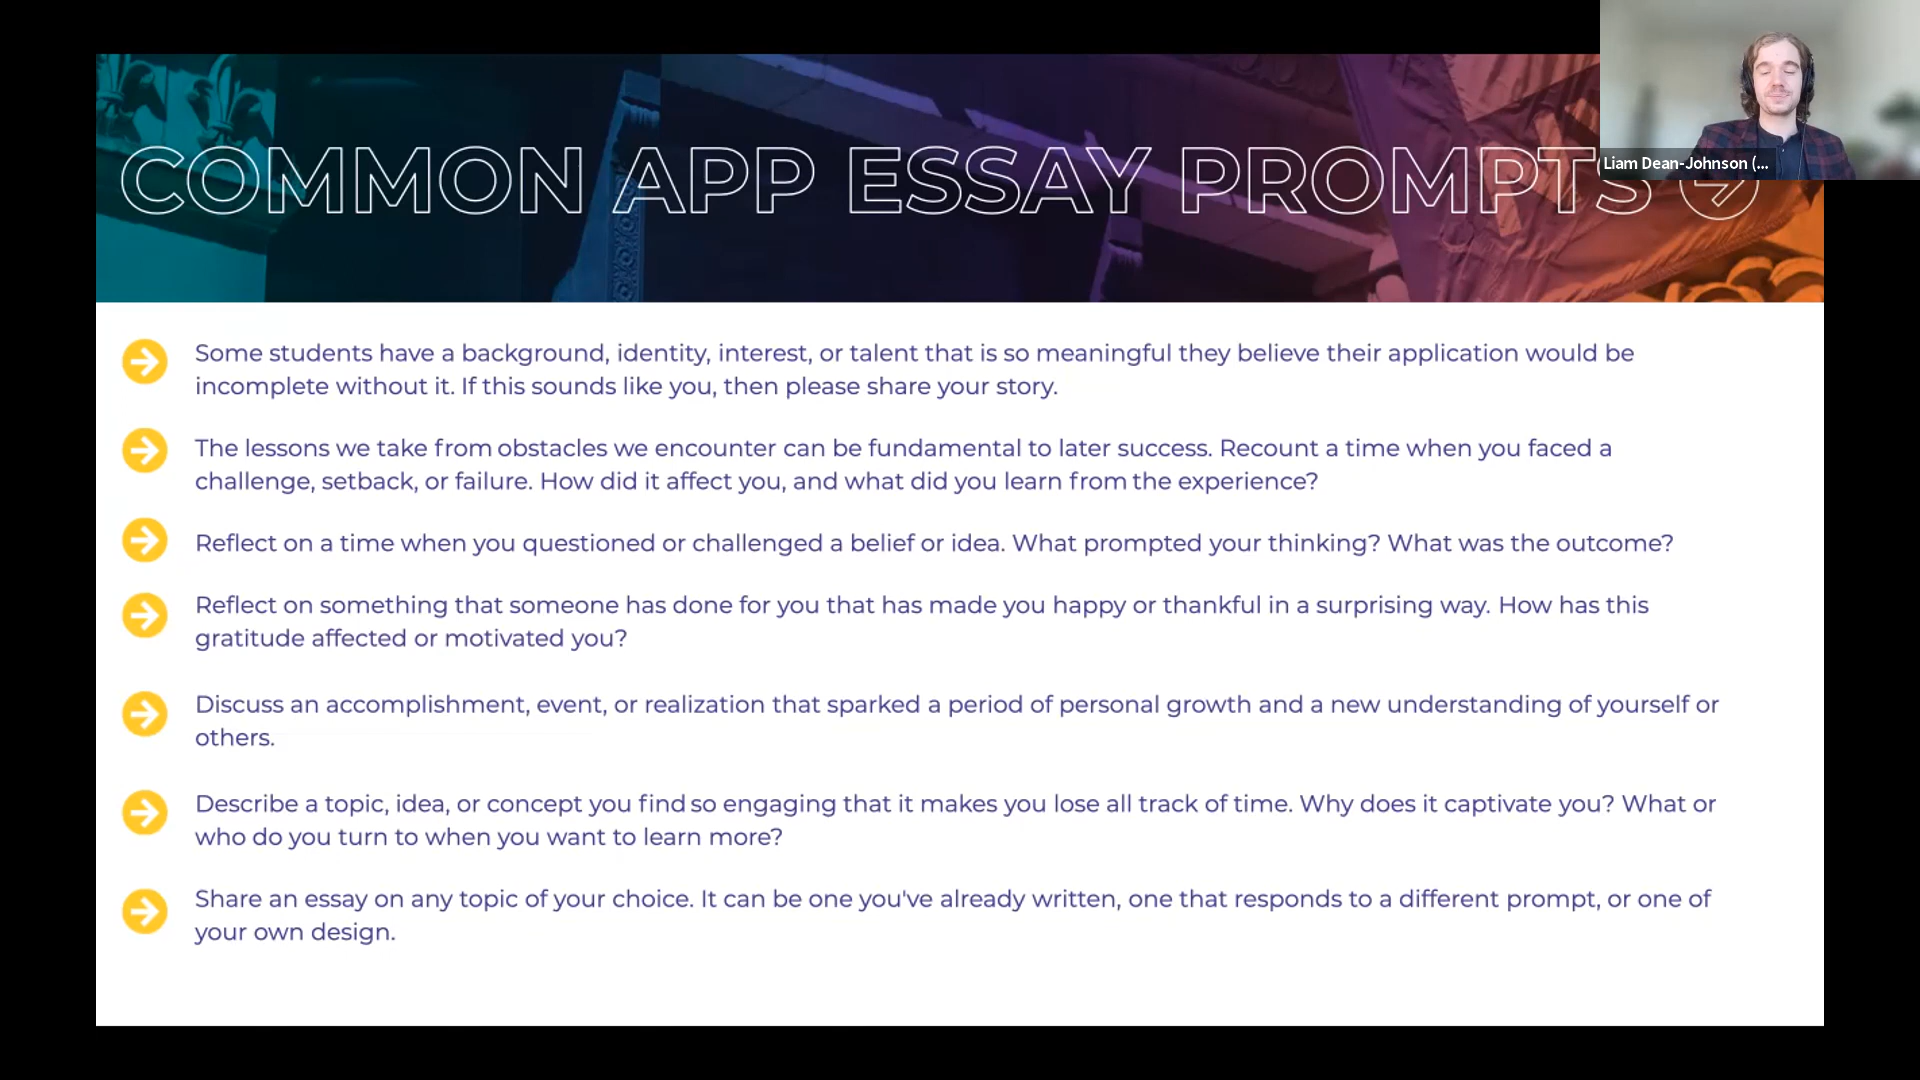 COMMON APP ESSAY PROMPTS
Liam Dean-Johnson (...
Some students have a background, identity, interest, or talent that is so meaningful they believe their application would be
incomplete without it. If this sounds like you, then please share your story.
The lessons we take from obstacles we encounter can be fundamental to later success. Recount a time when you faced a
challenge, setback, or failure. How did it affect you, and what did you learn from the experience?
Reflect on a time when you questioned or challenged a belief or idea. What prompted your thinking? What was the outcome?
Reflect on something that someone has done for you that has made you happy or thankful in a surprising way. How has this
gratitude affected or motivated you?
Discuss an accomplishment, event, or realization that sparked a period of personal growth and a new understanding of yourself or
others.
Describe a topic, idea, or concept you find so engaging that it makes you lose all track of time. Why does it captivate you? What or
who do you turn to when you want to learn more?
Share an essay on any topic of your choice. It can be one you've already written, one that responds to a different prompt, or one of
your own design.